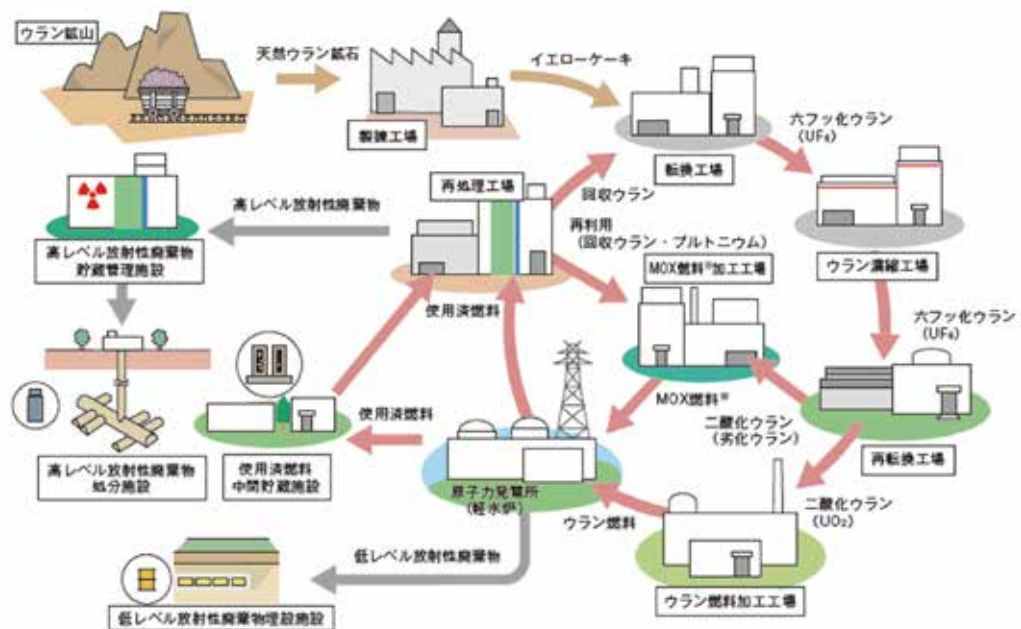 ウラン鉱山
天然ウラン鉱石
イエローケーキ
製錬工場
転換工場
六フッ化ウラン
(UF₆)
ウラン濃縮工場
再処理工場
回収ウラン
再利用
(回収ウラン・プルトニウム)
MOX燃料※加工工場
高レベル放射性廃棄物
高レベル放射性廃棄物
貯蔵管理施設
使用済燃料
六フッ化ウラン
(UF₆)
MOX燃料※
二酸化ウラン
(劣化ウラン)
再転換工場
使用済燃料
高レベル放射性廃棄物
処分施設
使用済燃料
中間貯蔵施設
原子力発電所
(軽水炉)
ウラン燃料
二酸化ウラン
(UO₂)
低レベル放射性廃棄物
ウラン燃料加工工場
低レベル放射性廃棄物埋設施設